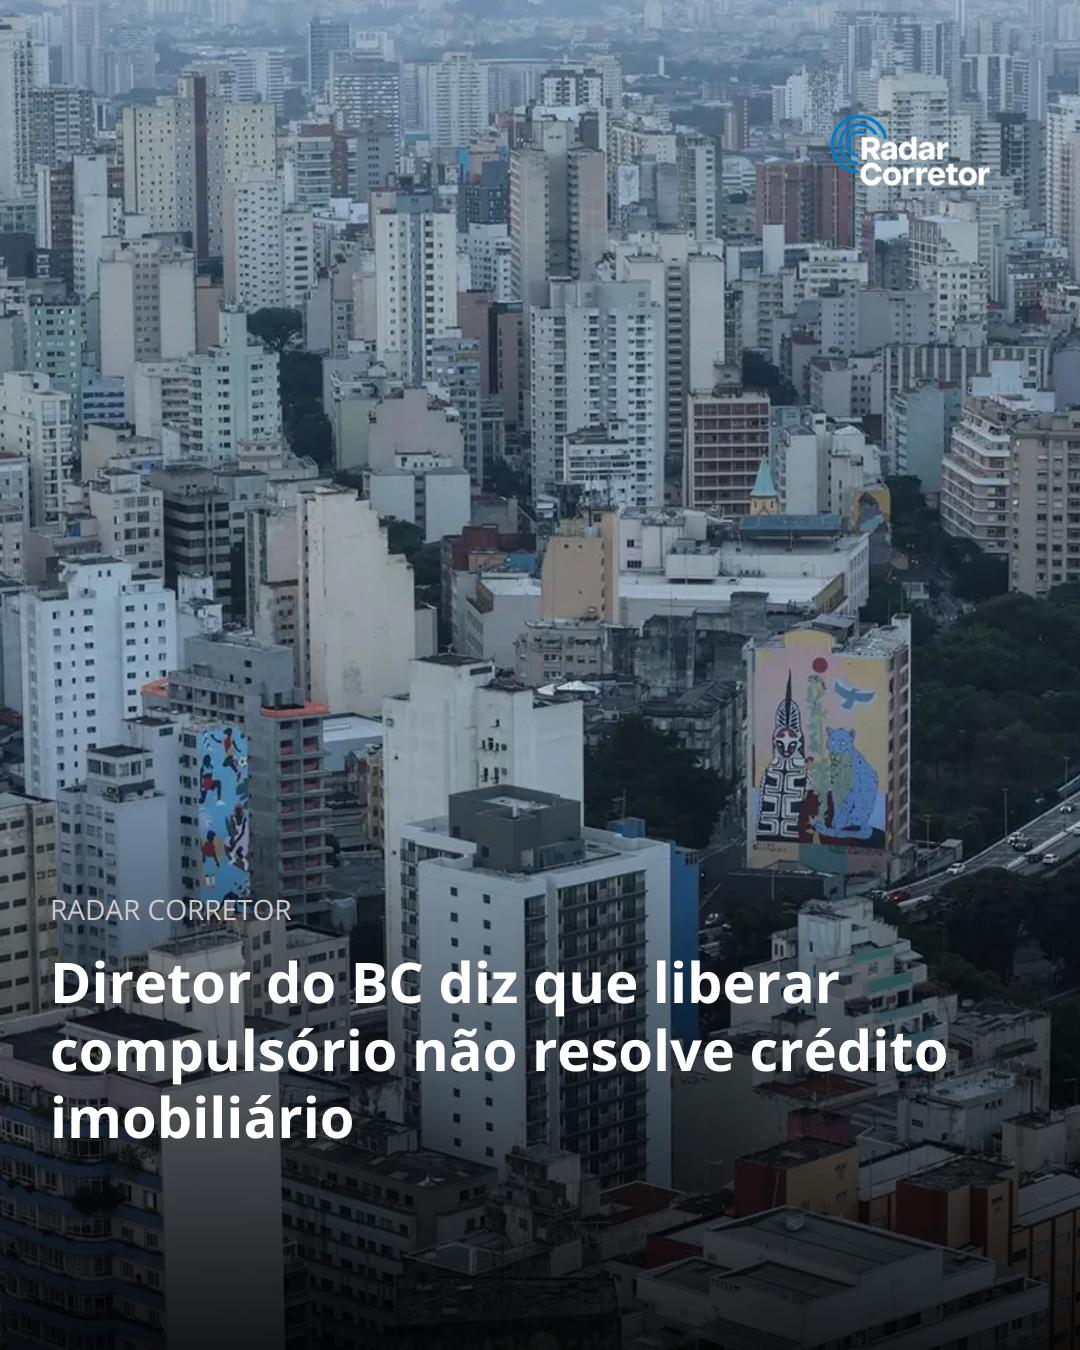 Radar
Corretor
RADAR CORRETOR
Diretor do BC diz que liberar
compulsório não resolve crédito
imobiliário